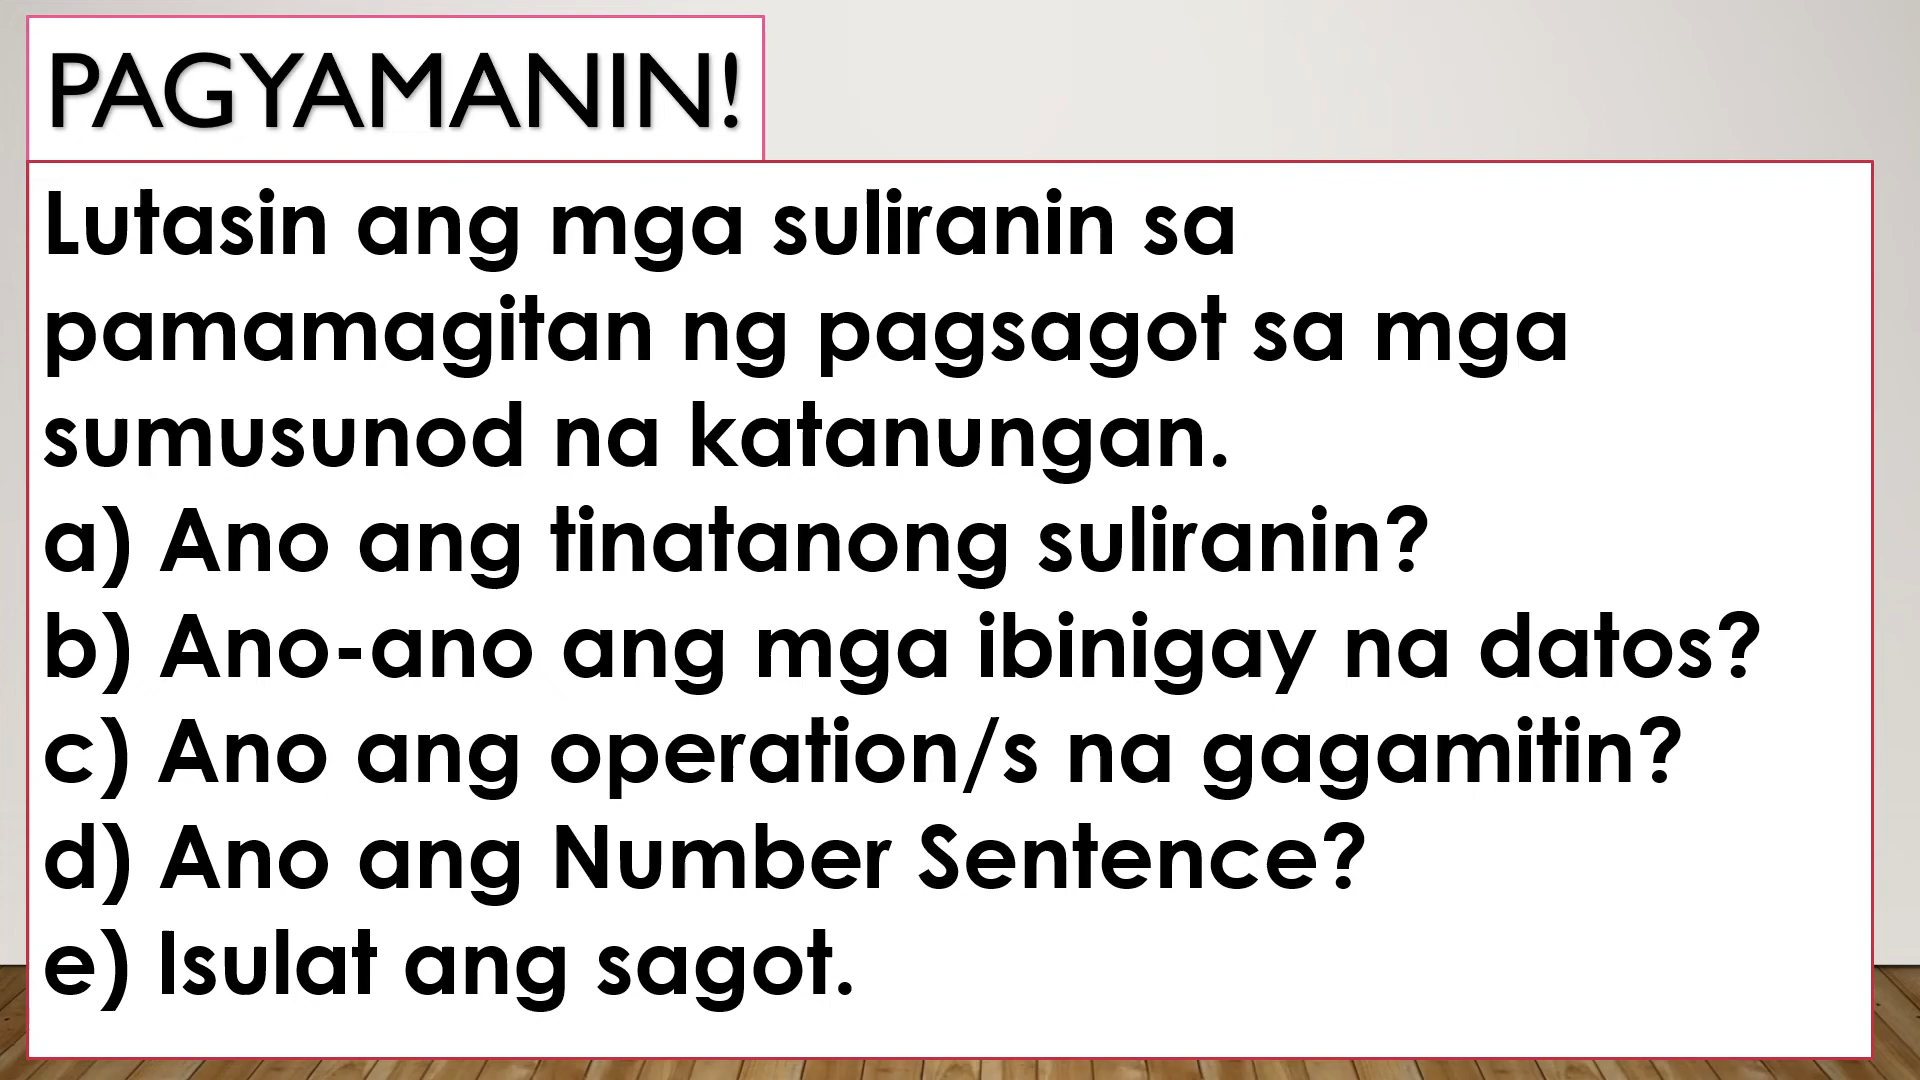 PAGYAMANIN!
Lutasin ang mga suliranin sa
pamamagitan ng pagsagot sa mga
sumusunod na katanungan.
a) Ano ang tinatanong suliranin?
b) Ano-ano ang mga ibinigay na datos?
c) Ano ang operation/s na gagamitin?
d) Ano ang Number Sentence?
e) Isulat ang sagot.